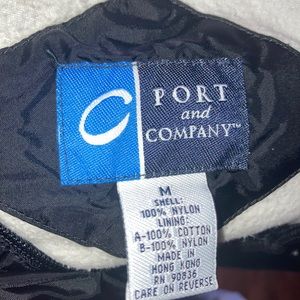 PORT
and
COMPANY™
M
SHELL:
100% NYLON
LINING:
A-100% COTTON
B-100% NYLON
MADE IN
HONG KONG
RN 90836
CARE ON REVERSE